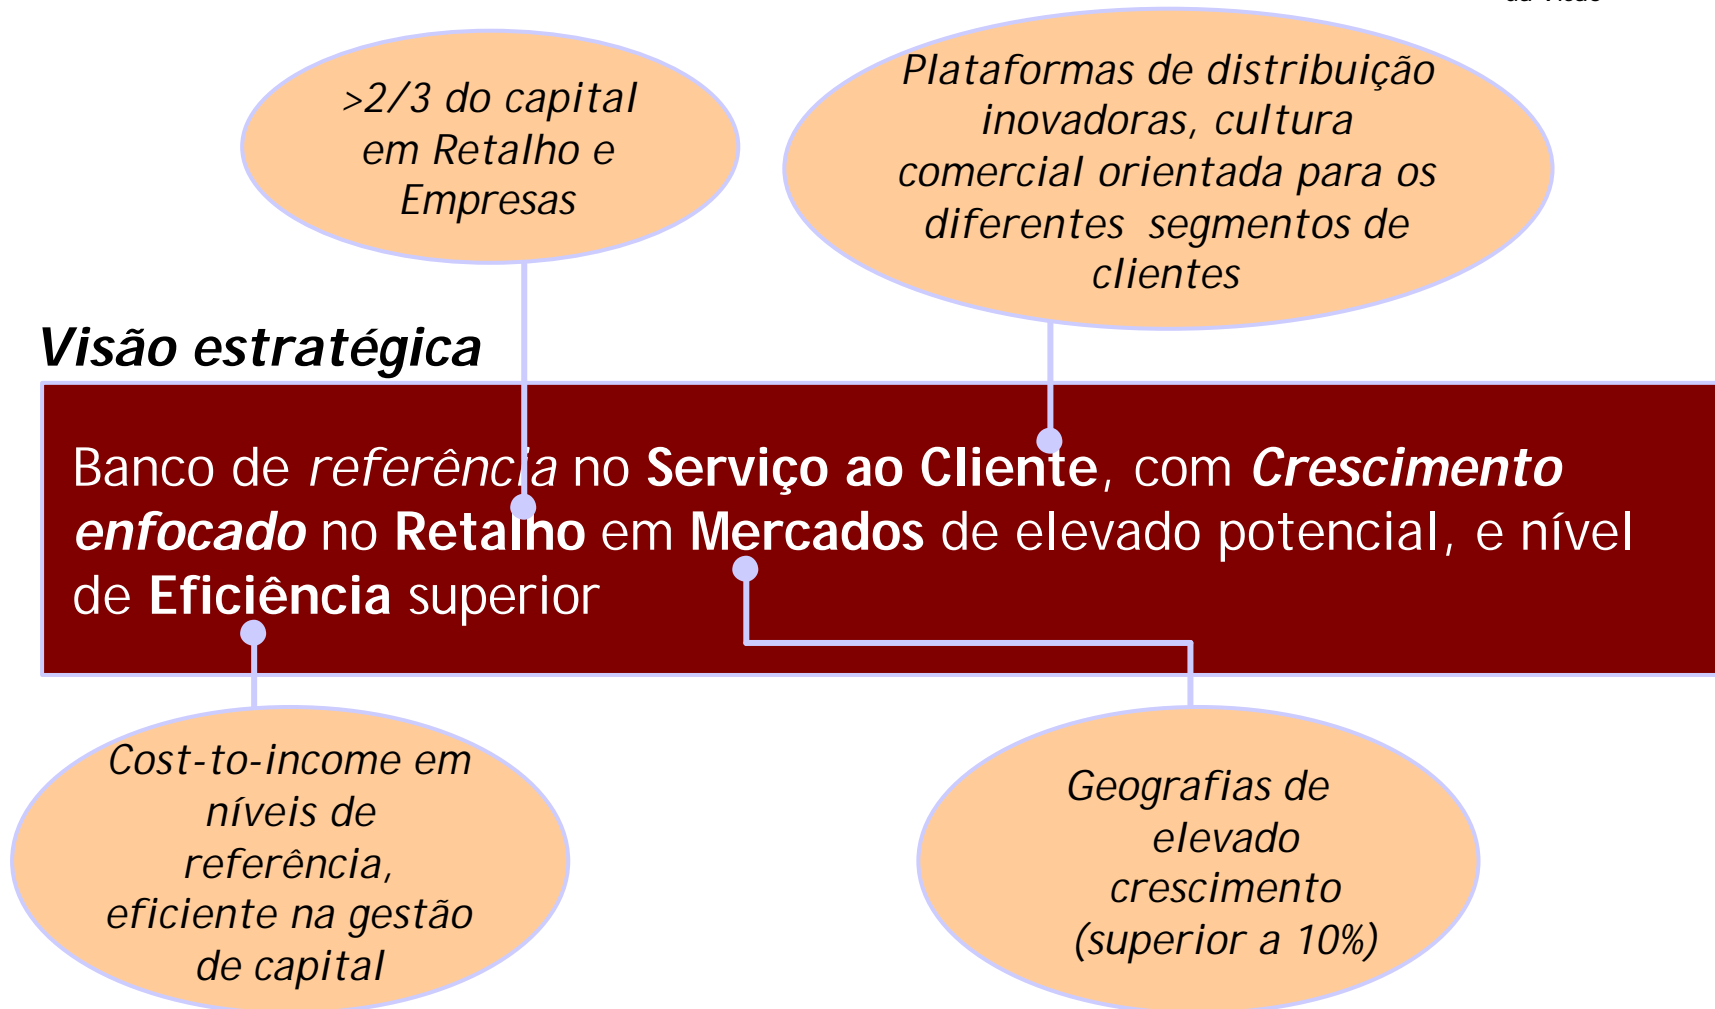 >2/3 do capital
em Retalho e
Empresas
Plataformas de distribuição
inovadoras, cultura
comercial orientada para os
diferentes segmentos de
clientes
Visão estratégica
Banco de referência no Serviço ao Cliente, com Crescimento
enfocado no Retalho em Mercados de elevado potencial, e nível
de Eficiência superior
Cost-to-income em
níveis de
referência,
eficiente na gestão
de capital
Geografias de
elevado
crescimento
(superior a 10%)